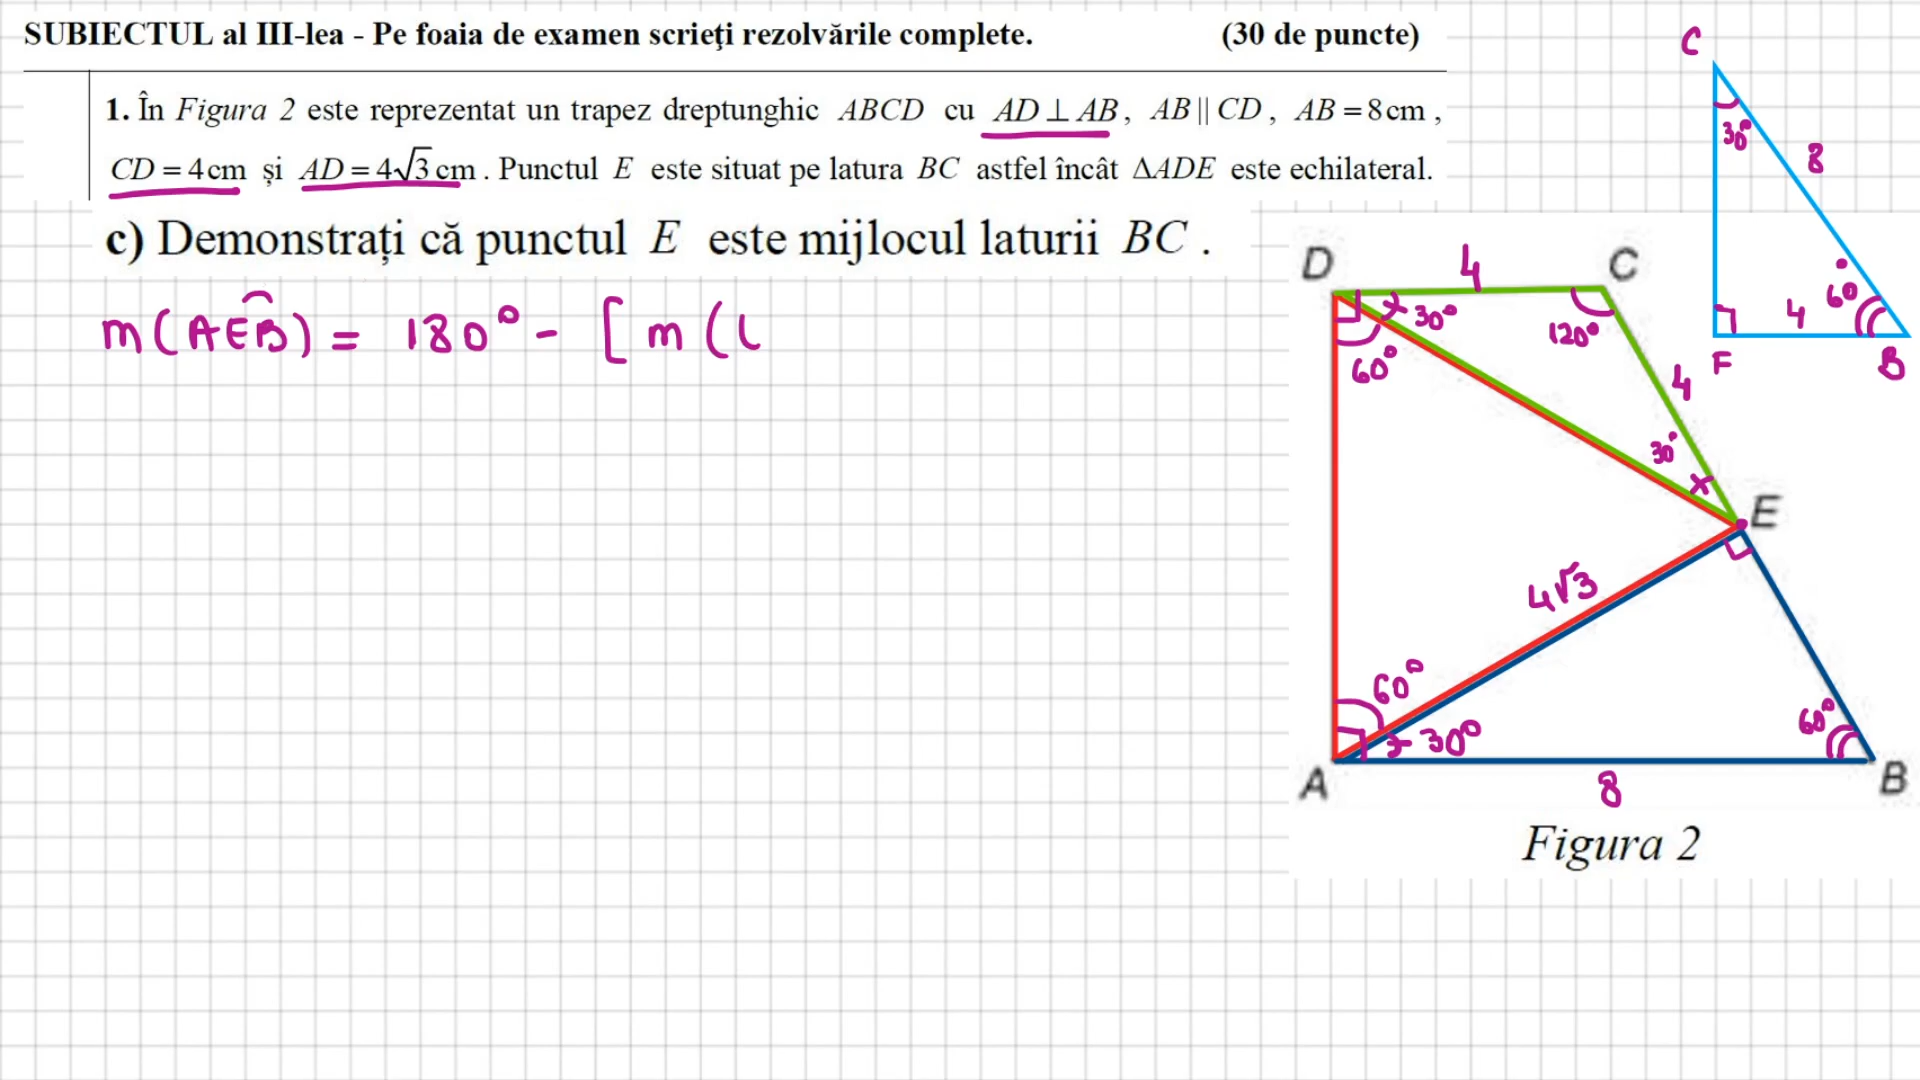 SUBIECTUL al III-lea - Pe foaia de examen scrieţi rezolvările complete. (30 de puncte)
1. În Figura 2 este reprezentat un trapez dreptunghic ABCD cu AD ⊥ AB, AB || CD, AB = 8 cm,
CD = 4 cm și AD = 4√3 cm. Punctul E este situat pe latura BC astfel încât ΔADE este echilateral.
c) Demonstrați că punctul E este mijlocul laturii BC.
m(AEB) = 180° - [ m (
C
30°
8
60°
4
F
B
D
4
C
30°
120°
60°
4
30°
x
E
4√3
60°
30°
60°
A
8
B
Figura 2